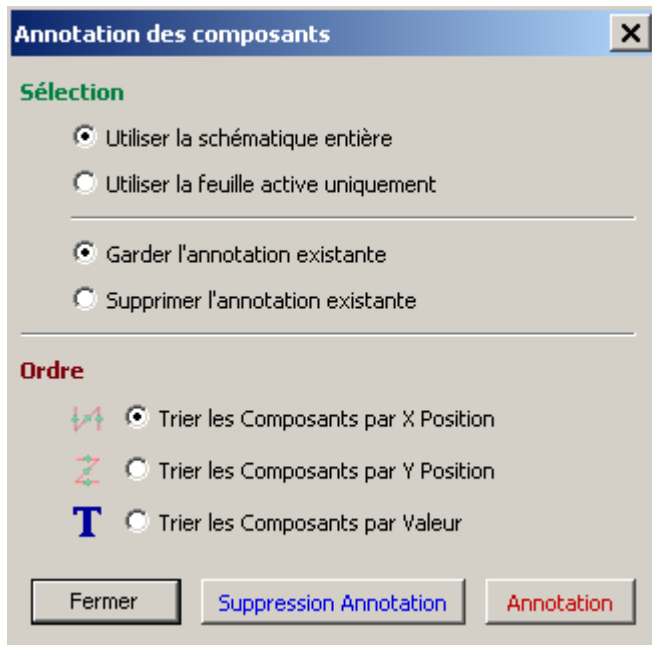 Annotation des composants
Sélection
Utiliser la schématique entière
Utiliser la feuille active uniquement
Garder l'annotation existante
Supprimer l'annotation existante
Ordre
Trier les Composants par X Position
Trier les Composants par Y Position
T Trier les Composants par Valeur
Fermer Suppression Annotation Annotation